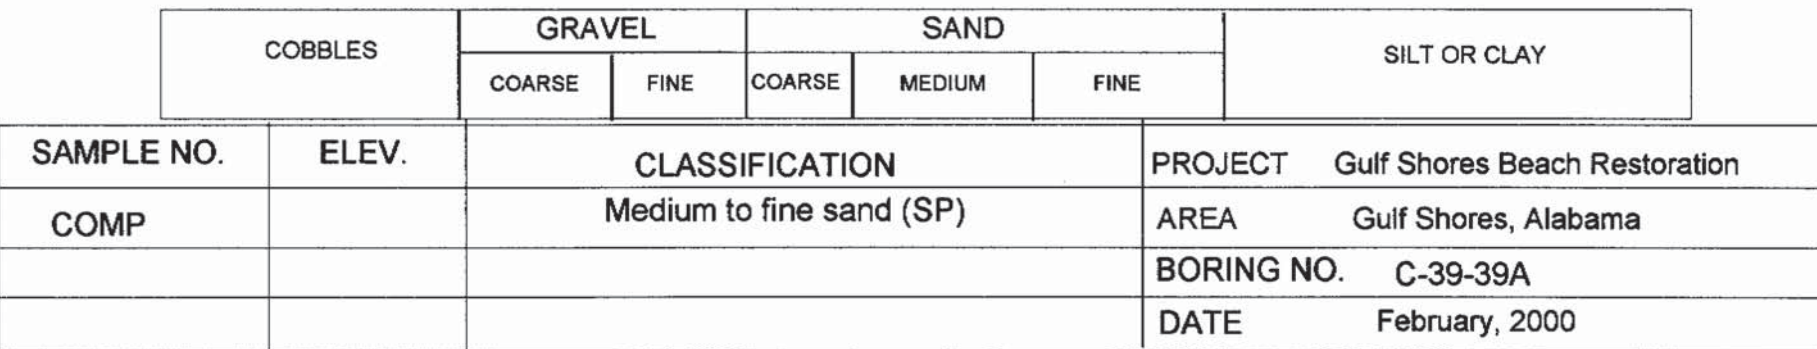 COBBLES GRAVEL SAND SILT OR CLAY
COARSE FINE COARSE MEDIUM FINE
SAMPLE NO. ELEV. CLASSIFICATION PROJECT Gulf Shores Beach Restoration
COMP Medium to fine sand (SP) AREA Gulf Shores, Alabama
BORING NO. C-39-39A
DATE February, 2000